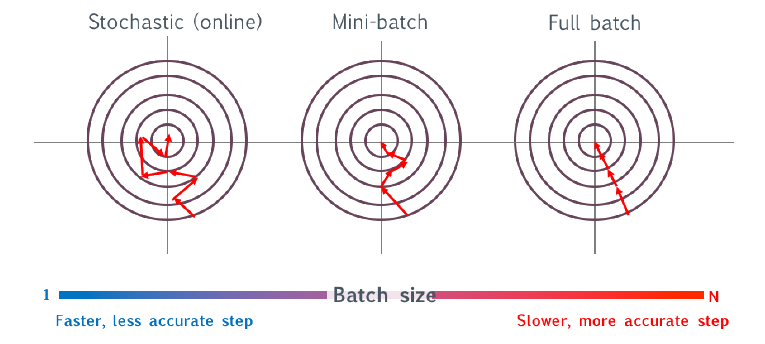 Stochastic (online) Mini-batch Full batch
1 Batch size N
Faster, less accurate step Slower, more accurate step